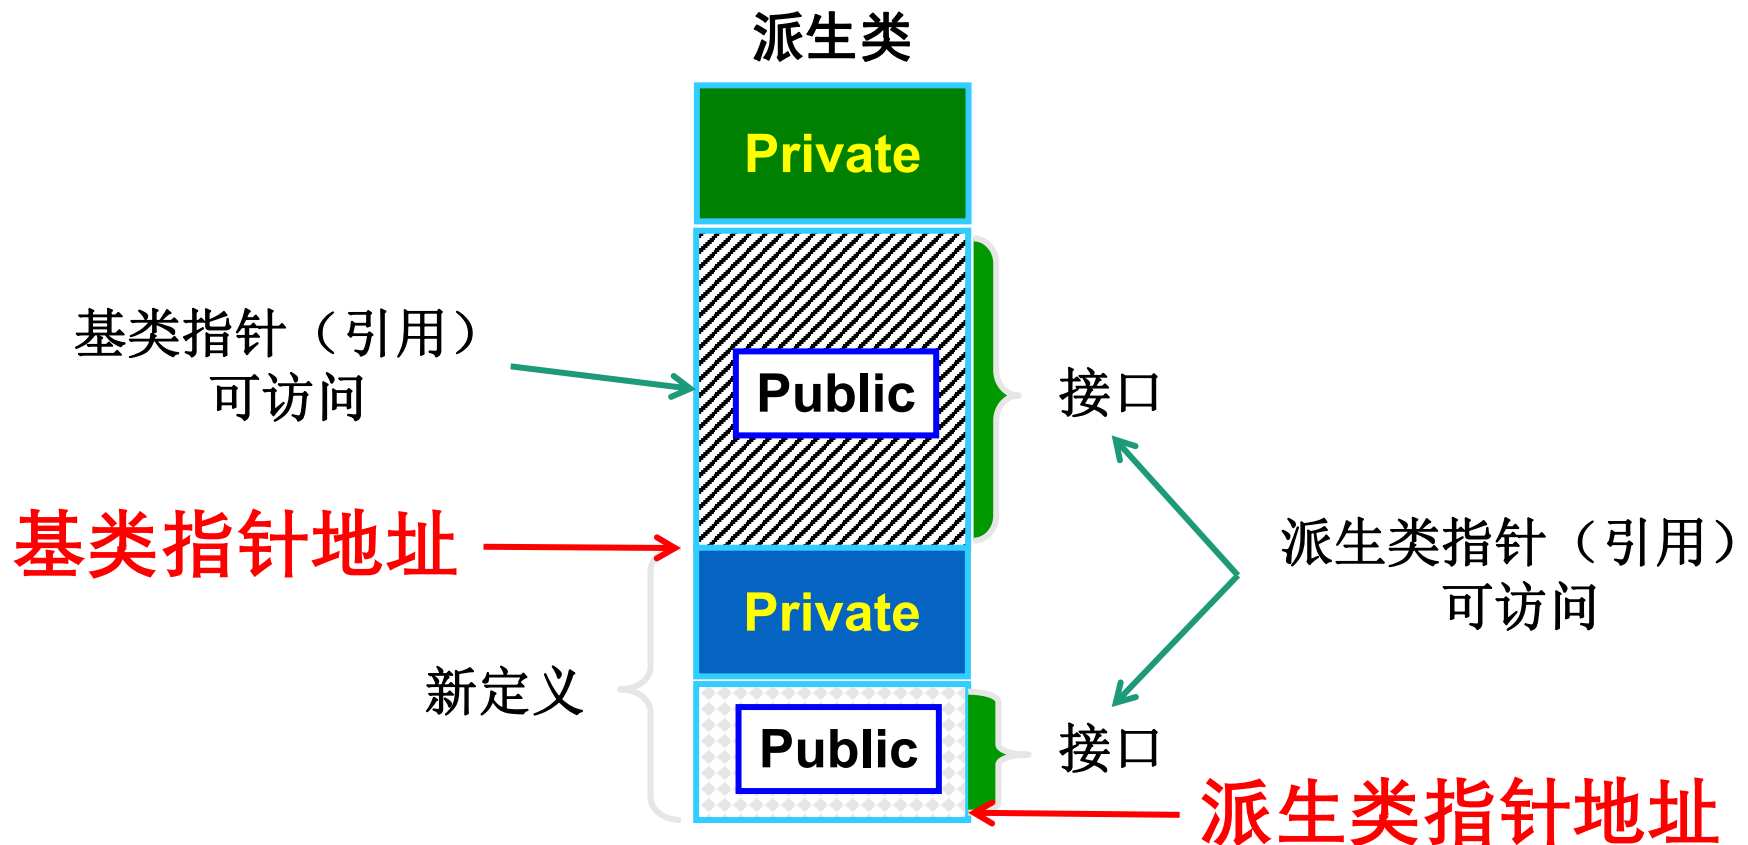 派生类
Private
基类指针（引用）
可访问
Public
接口
基类指针地址
派生类指针（引用）
可访问
Private
新定义
Public
接口
派生类指针地址